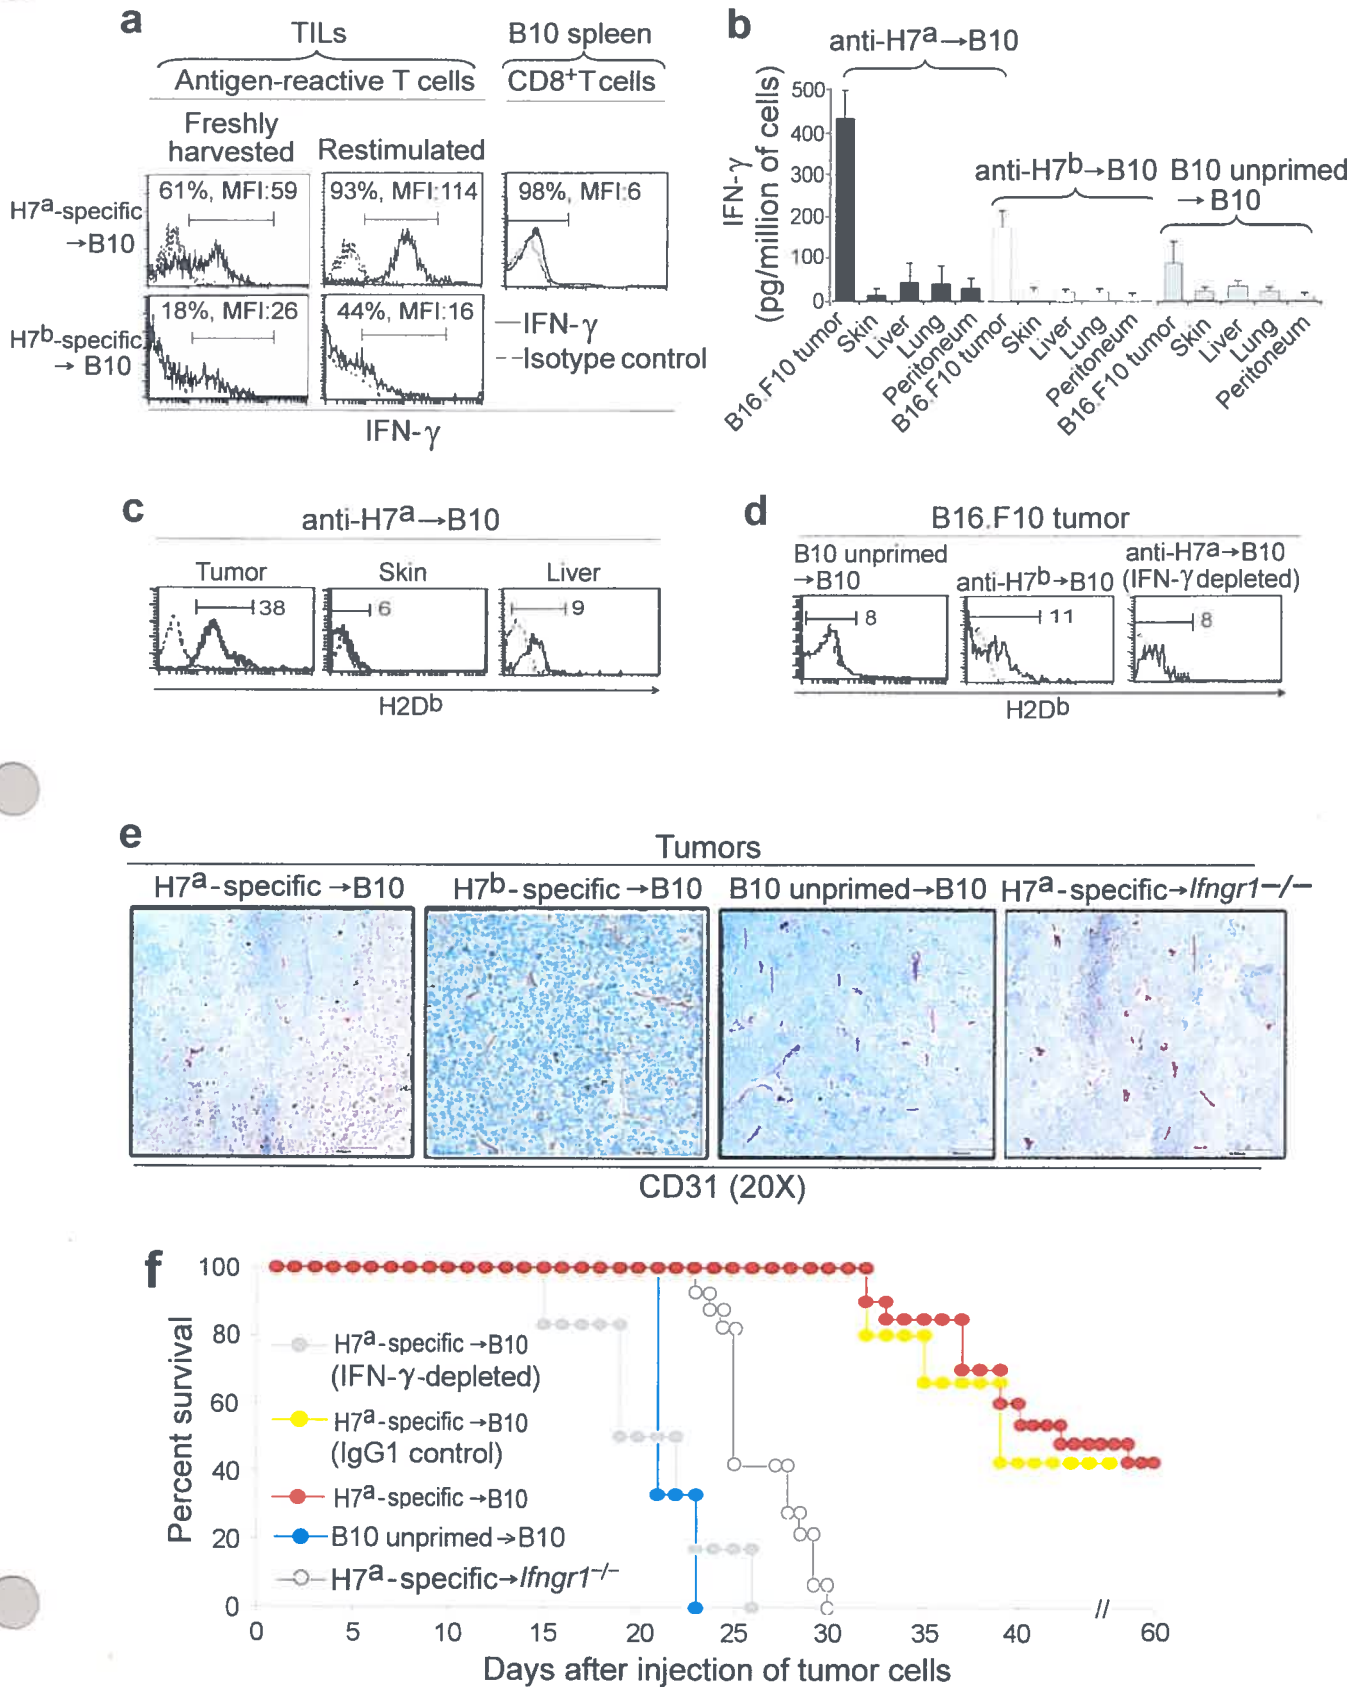 a
TILs
B10 spleen
Antigen-reactive T cells
CD8+T cells
Freshly
harvested
Restimulated
H7a-specific
→B10
61%, MFI:59
93%, MFI:114
98%, MFI:6
H7b-specific
→ B10
18%, MFI:26
44%, MFI:16
IFN-γ
Isotype control
IFN-γ
b
anti-H7a→B10
anti-H7b→B10
B10 unprimed
→ B10
IFN-γ
(pg/million of cells)
500
400
300
200
100
0
B16.F10 tumor
Skin
Liver
Lung
Peritoneum
B16.F10 tumor
Skin
Liver
Lung
Peritoneum
B16.F10 tumor
Skin
Liver
Lung
Peritoneum
c
anti-H7a→B10
Tumor
Skin
Liver
38
6
9
H2Db
d
B16.F10 tumor
B10 unprimed
→B10
anti-H7b→B10
anti-H7a→B10
(IFN-γ depleted)
8
11
8
H2Db
e
Tumors
H7a-specific→B10
H7b-specific→B10
B10 unprimed→B10
H7a-specific→Ifngr1−/−
CD31 (20X)
f
Percent survival
100
80
60
40
20
0
H7a-specific→B10
(IFN-γ-depleted)
H7a-specific→B10
(IgG1 control)
H7a-specific→B10
B10 unprimed→B10
H7a-specific→Ifngr1−/−
0 5 10 15 20 25 30 35 40 // 60
Days after injection of tumor cells